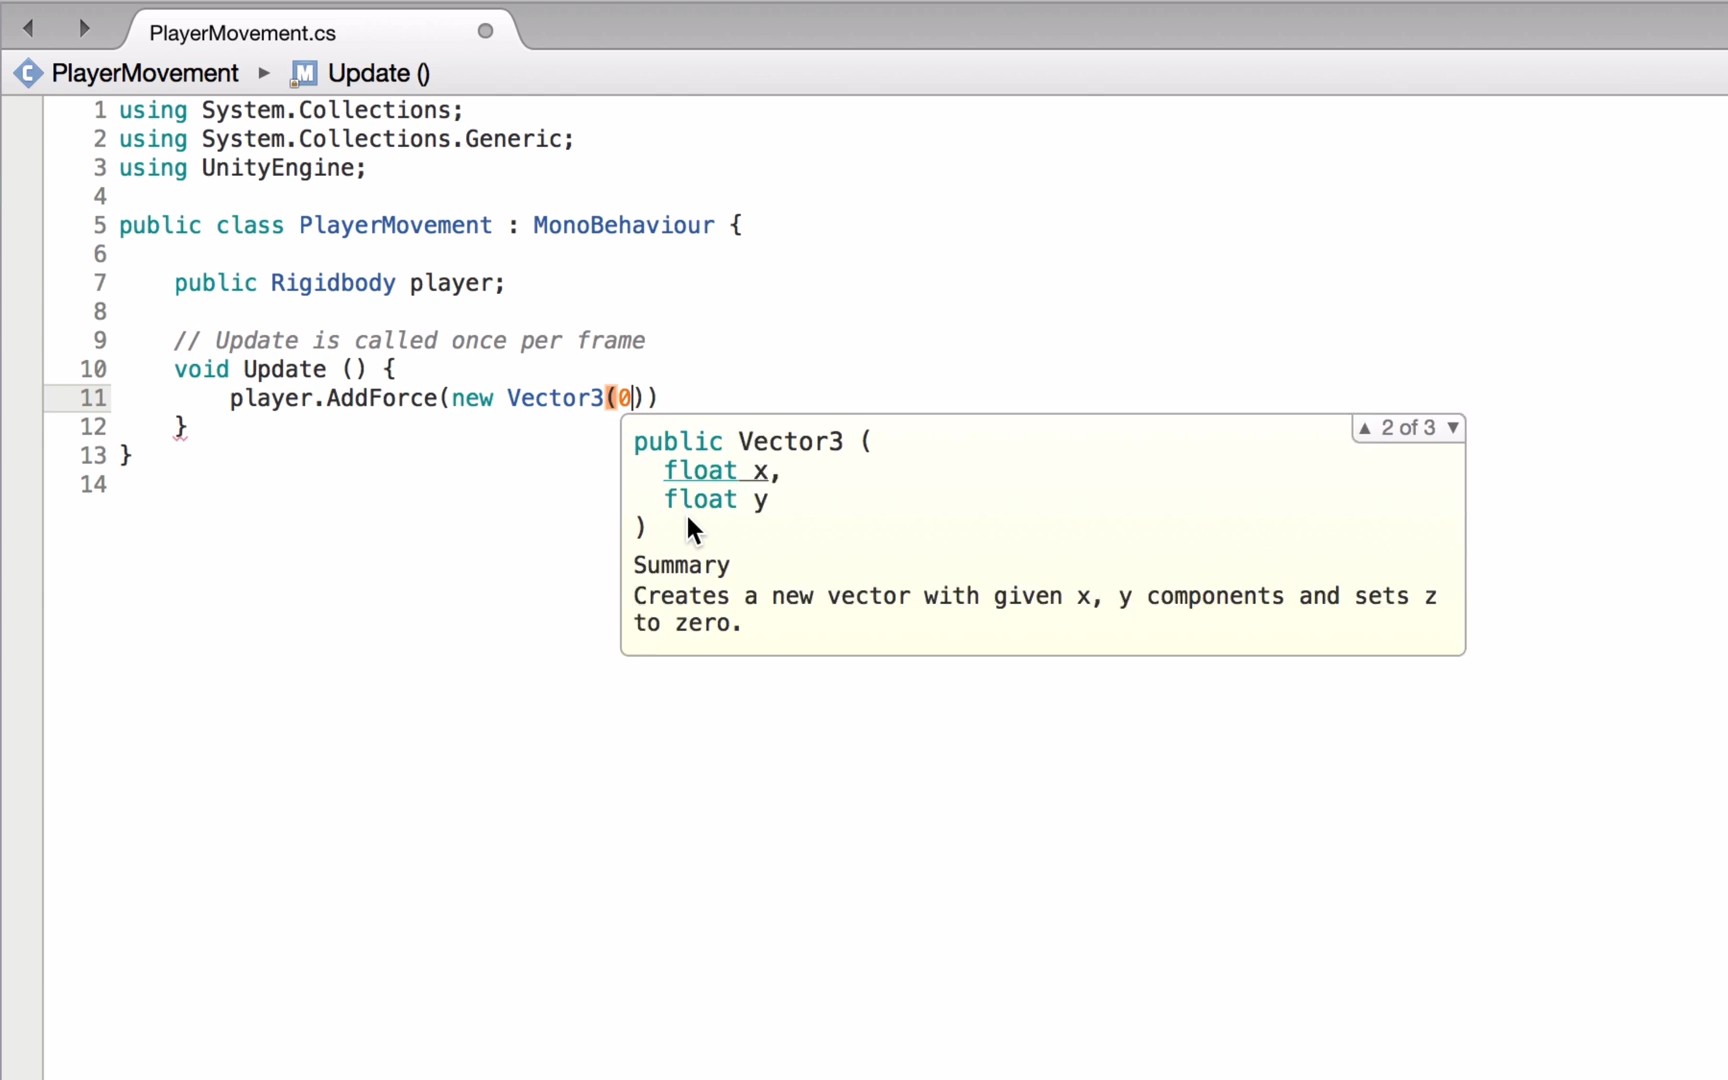 PlayerMovement.cs
PlayerMovement ▶ M Update ()
1 using System.Collections;
2 using System.Collections.Generic;
3 using UnityEngine;
4
5 public class PlayerMovement : MonoBehaviour {
6
7 public Rigidbody player;
8
9 // Update is called once per frame
10 void Update () {
11 player.AddForce(new Vector3(0))
12 }
13 }
14
▲ 2 of 3 ▼
public Vector3 (
float x,
float y
)
Summary
Creates a new vector with given x, y components and sets z
to zero.